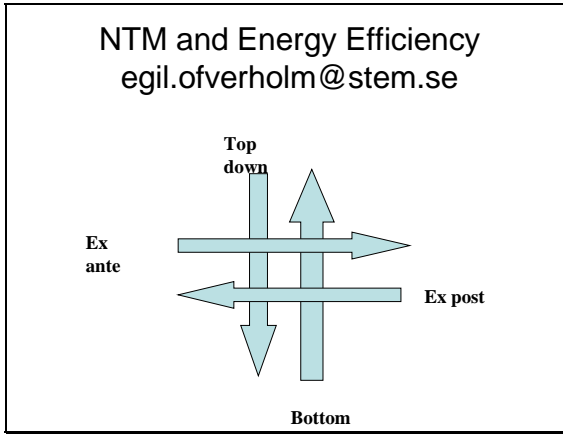 NTM and Energy Efficiency
egil.ofverholm@stem.se
Top
down
Ex
ante
Ex post
Bottom